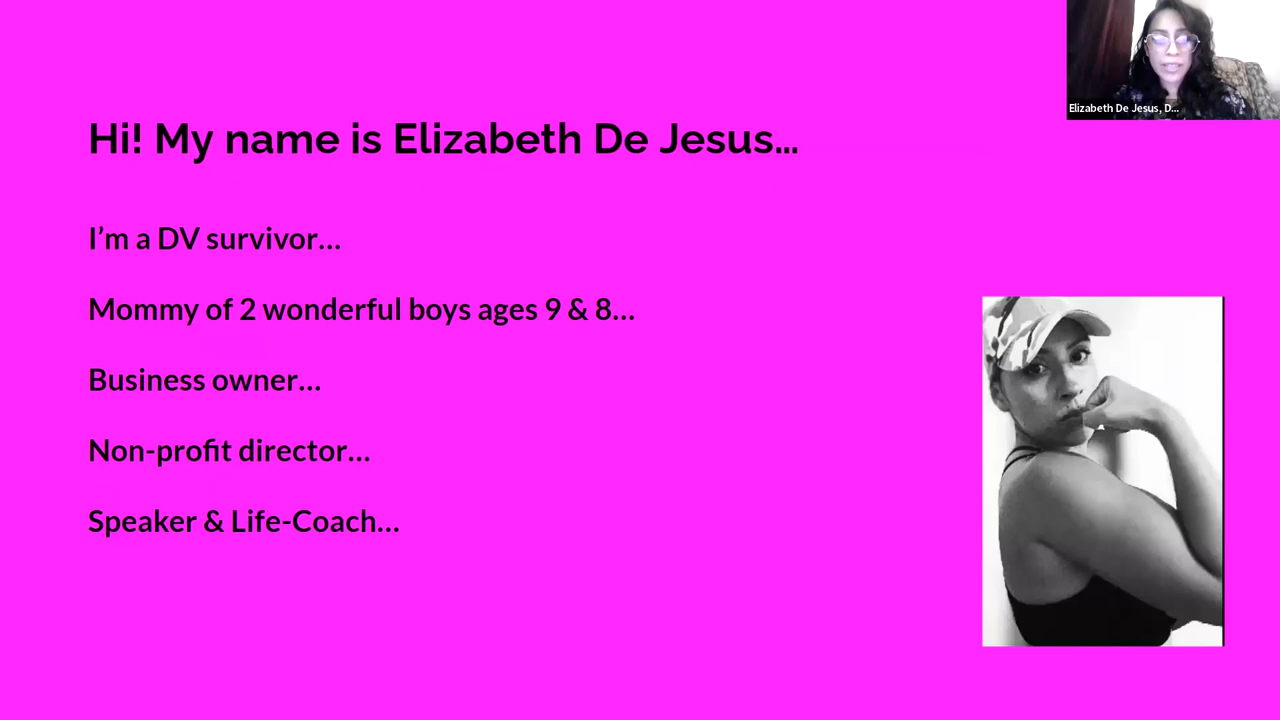 Elizabeth De Jesus, D...
Hi! My name is Elizabeth De Jesus...
I’m a DV survivor...
Mommy of 2 wonderful boys ages 9 & 8...
Business owner...
Non-profit director...
Speaker & Life-Coach...